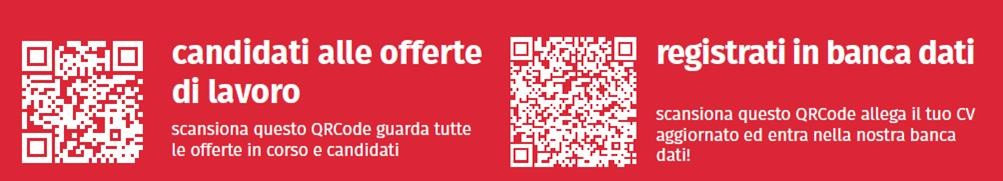 candidati alle offerte
di lavoro
scansiona questo QRCode guarda tutte
le offerte in corso e candidati
registrati in banca dati
scansiona questo QRCode allega il tuo CV
aggiornato ed entra nella nostra banca
dati!